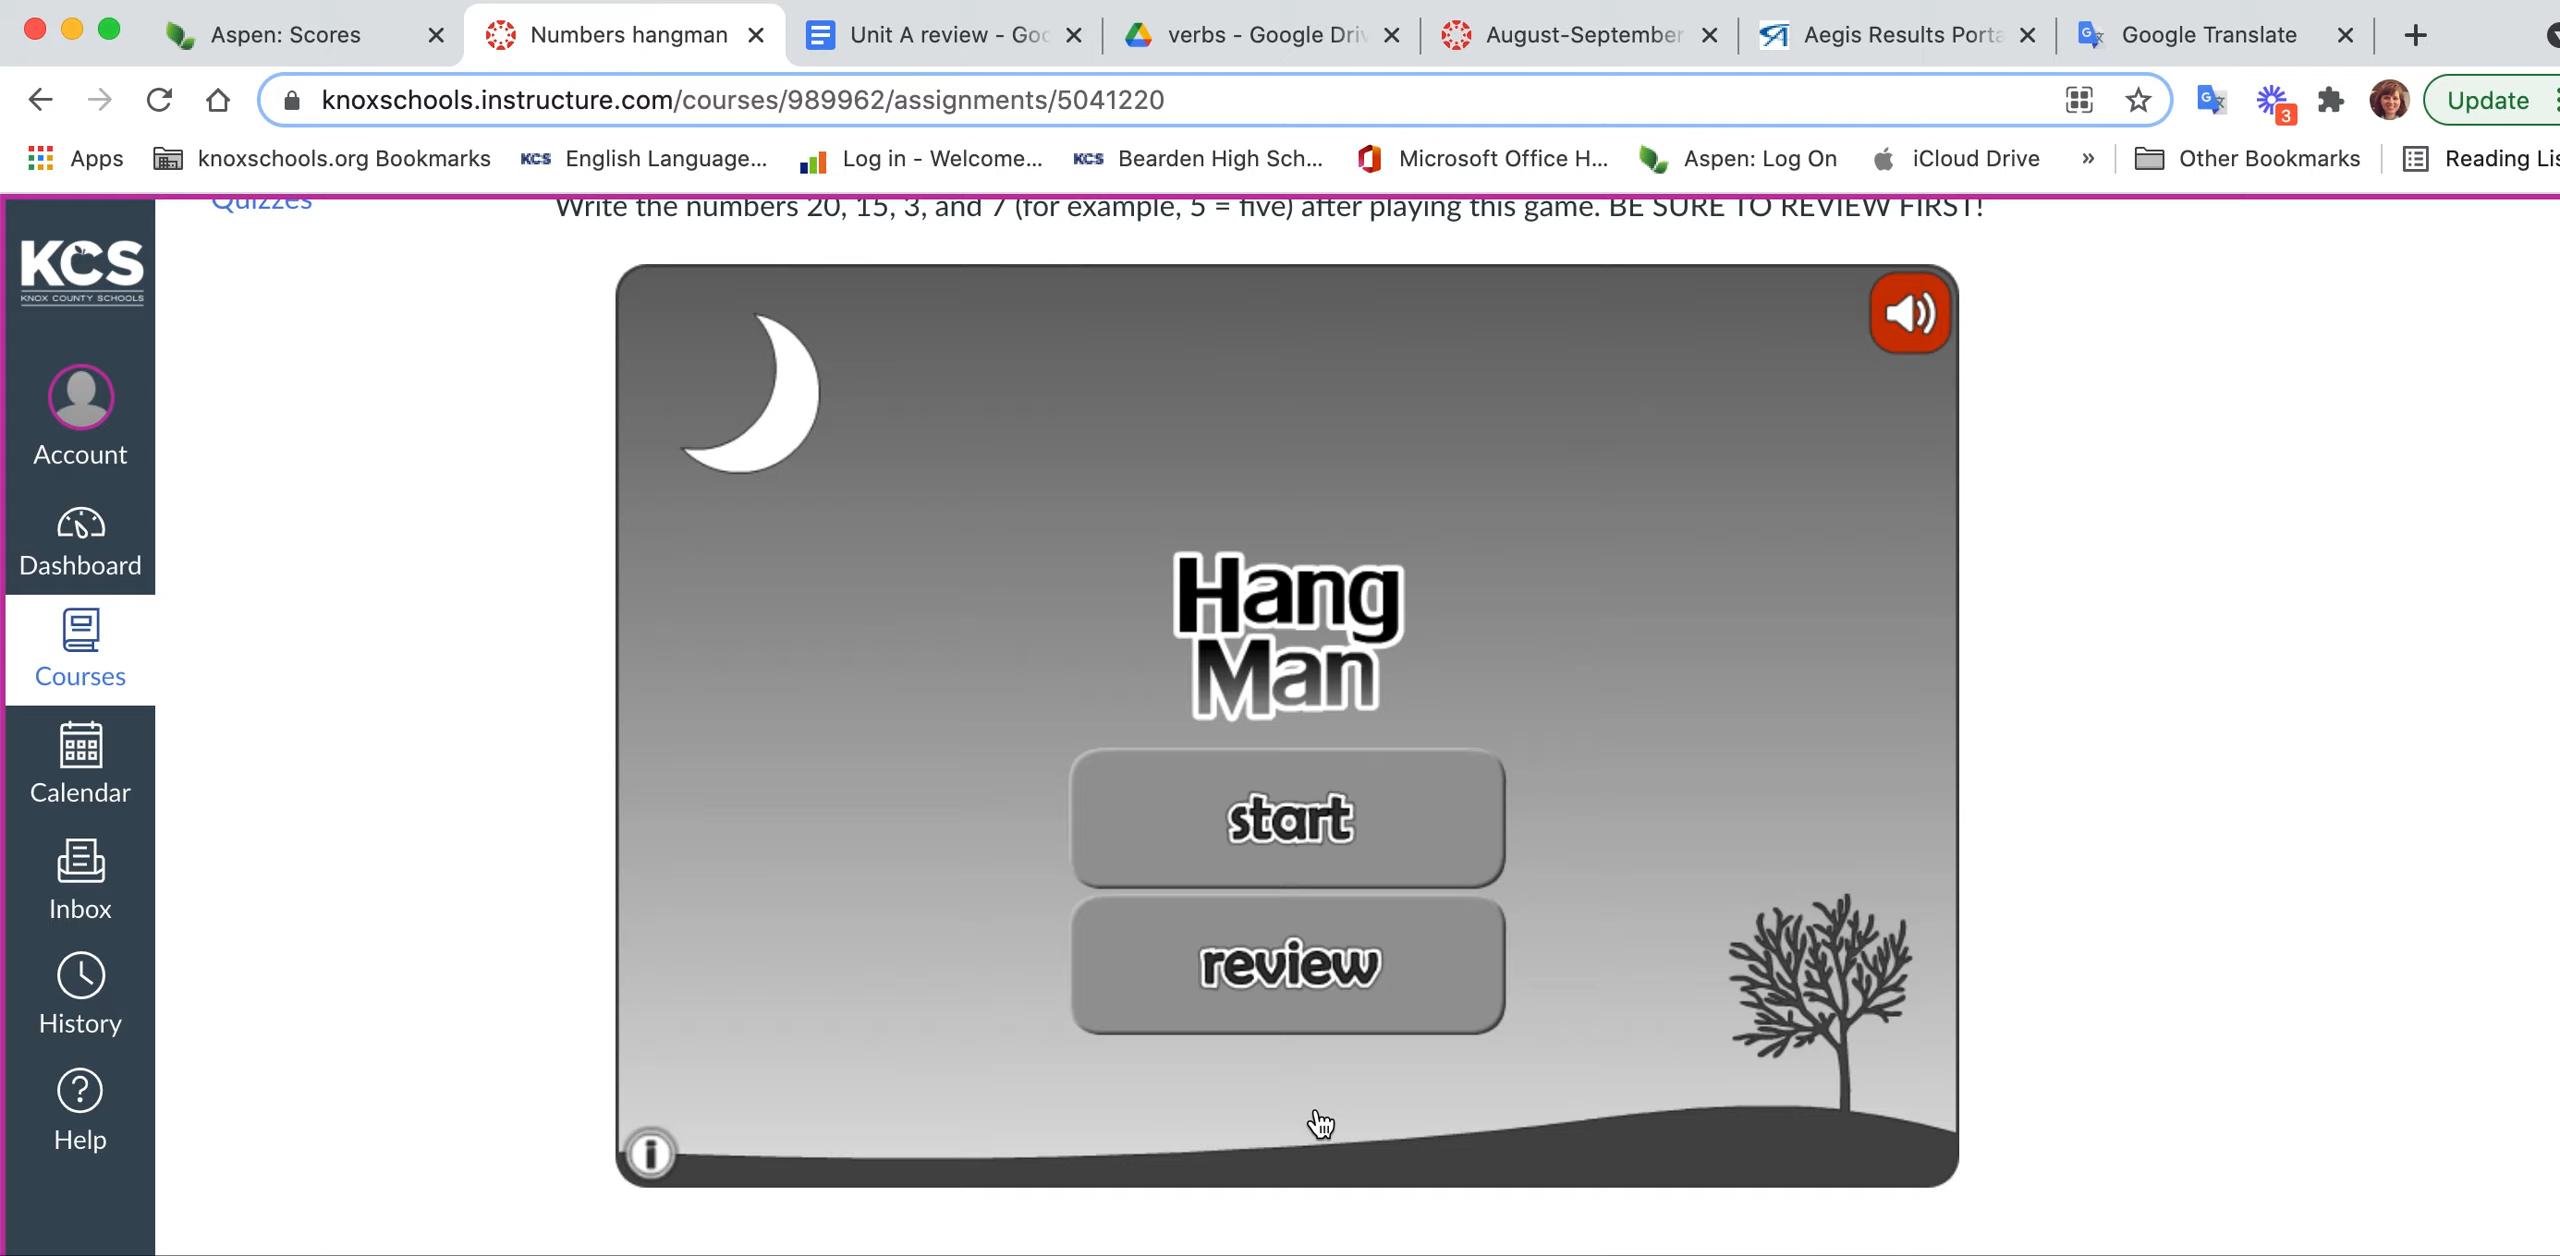 Aspen: Scores
Numbers hangman
Unit A review - Goo
verbs - Google Driv
August-September
Aegis Results Porta
Google Translate
knoxschools.instructure.com/courses/989962/assignments/5041220
3
Update
Apps
knoxschools.org Bookmarks
KCS English Language...
Log in - Welcome...
KCS Bearden High Sch...
Microsoft Office H...
Aspen: Log On
iCloud Drive
»
Other Bookmarks
Reading Lis
Quizzes
Write the numbers 20, 15, 3, and 7 (for example, 5 = five) after playing this game. BE SURE TO REVIEW FIRST!
KCS
KNOX COUNTY SCHOOLS
Account
Dashboard
Courses
Calendar
Inbox
History
Help
Hang
Man
start
review
i